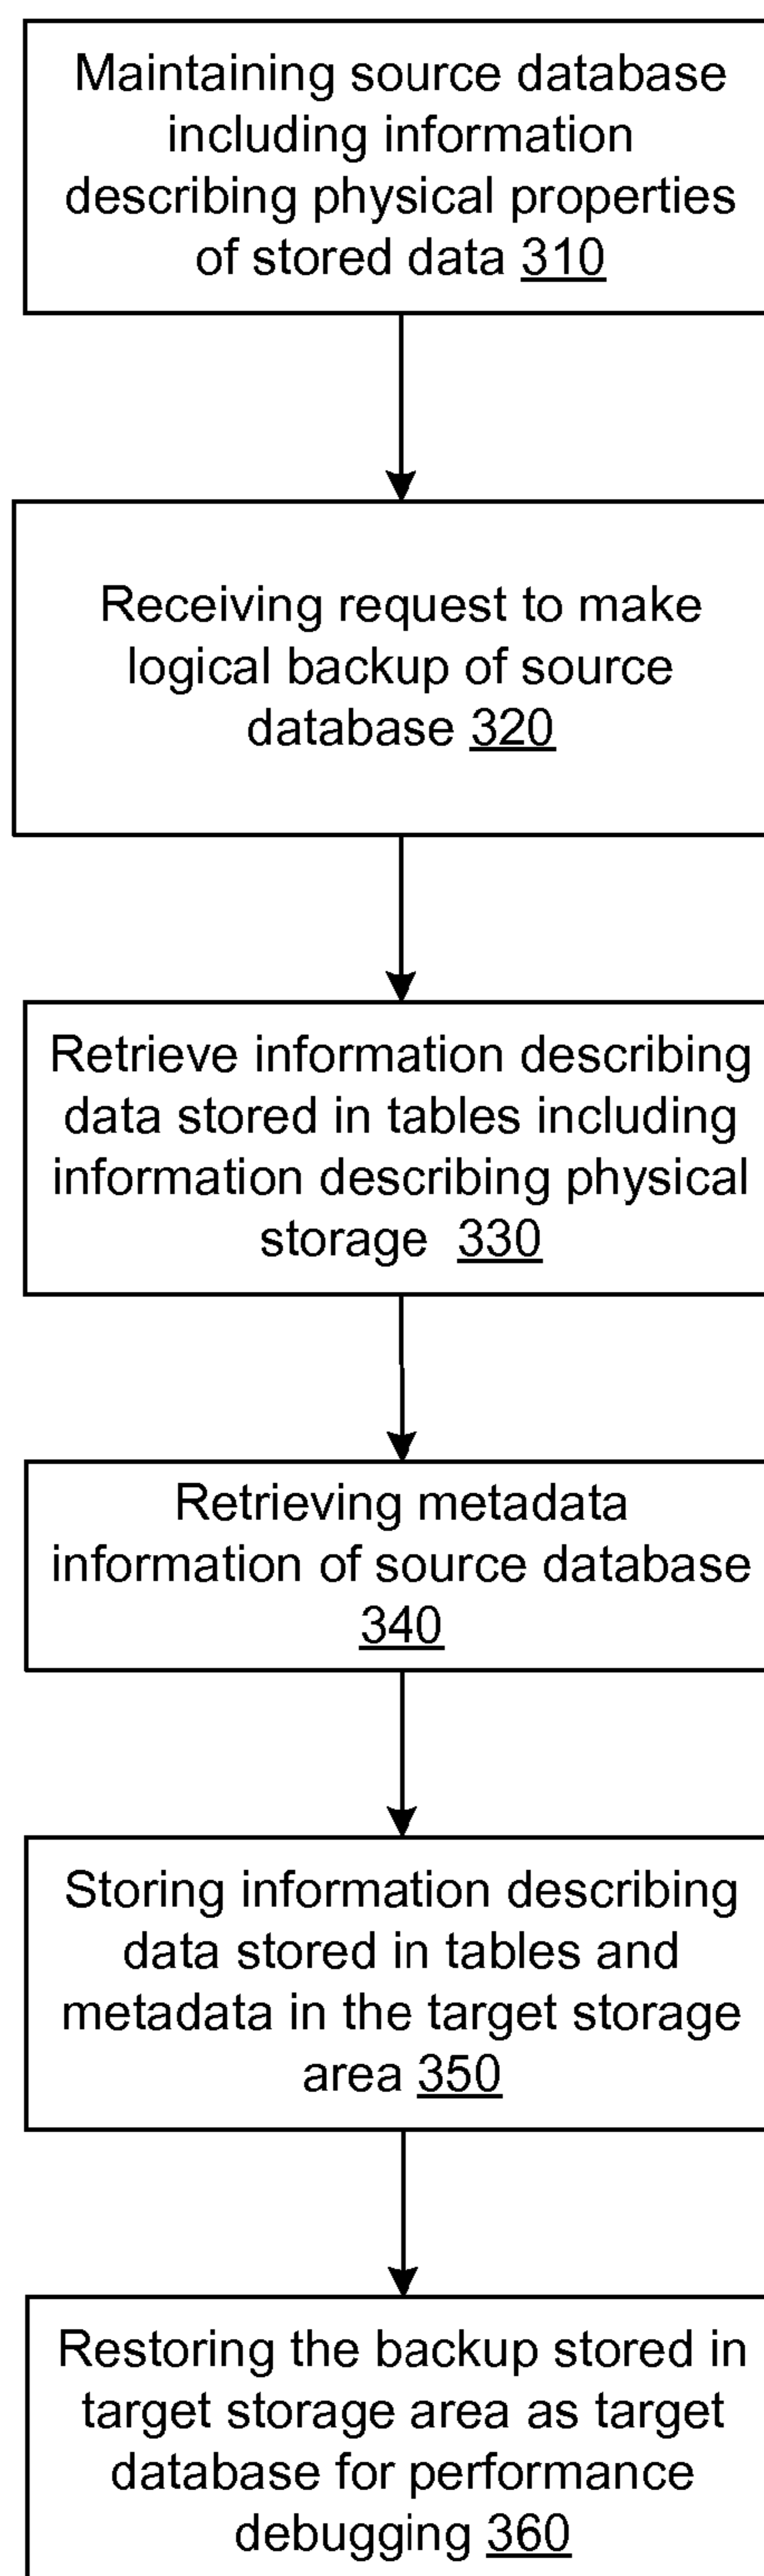 Maintaining source database
including information
describing physical properties
of stored data 310
Receiving request to make
logical backup of source
database 320
Retrieve information describing
data stored in tables including
information describing physical
storage 330
Retrieving metadata
information of source database
340
Storing information describing
data stored in tables and
metadata in the target storage
area 350
Restoring the backup stored in
target storage area as target
database for performance
debugging 360